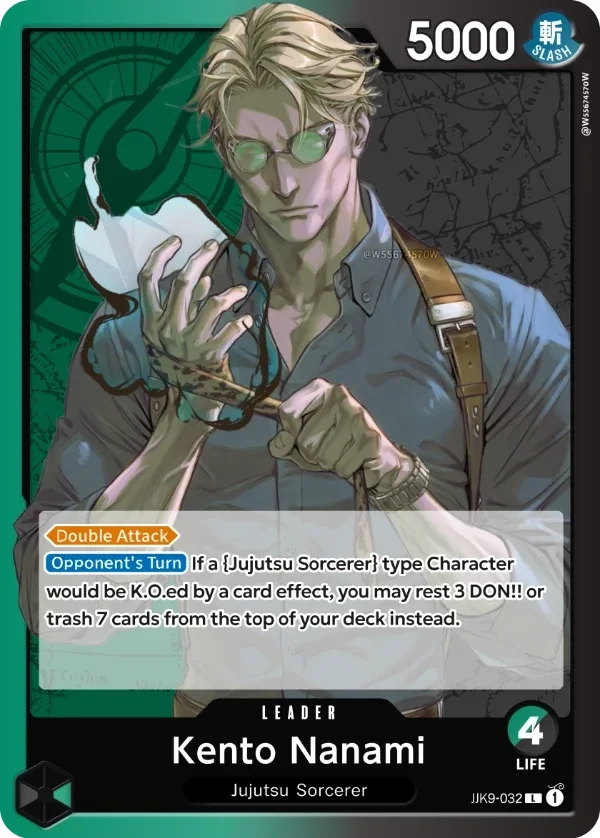 5000
斬
SLASH
@W55674570W
@W55674570W
Double Attack
Opponent's Turn If a {Jujutsu Sorcerer} type Character
would be K.O.ed by a card effect, you may rest 3 DON!! or
trash 7 cards from the top of your deck instead.
LEADER
Kento Nanami
4
LIFE
Jujutsu Sorcerer
JJK9-032 L 1